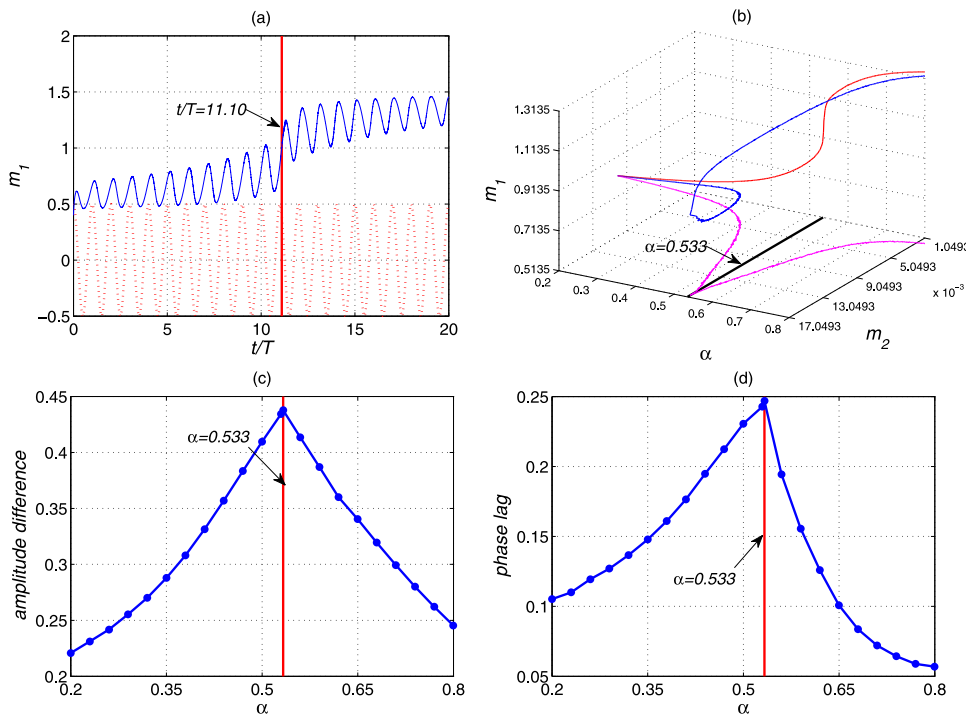 (a)
2
1.5
1
0.5
0
−0.5
m1
t/T=11.10
0
5
10
15
20
t/T
(b)
1.3135
1.1135
0.9135
0.7135
0.5135
m1
α=0.533
0.2
0.3
0.4
0.5
0.6
0.7
0.8
α
1.0493
5.0493
9.0493
13.0493
17.0493
x 10⁻³
m2
(c)
0.45
0.4
0.35
0.3
0.25
0.2
amplitude difference
α=0.533
0.2
0.35
0.5
0.65
0.8
α
(d)
0.25
0.2
0.15
0.1
0.05
phase lag
α=0.533
0.2
0.35
0.5
0.65
0.8
α